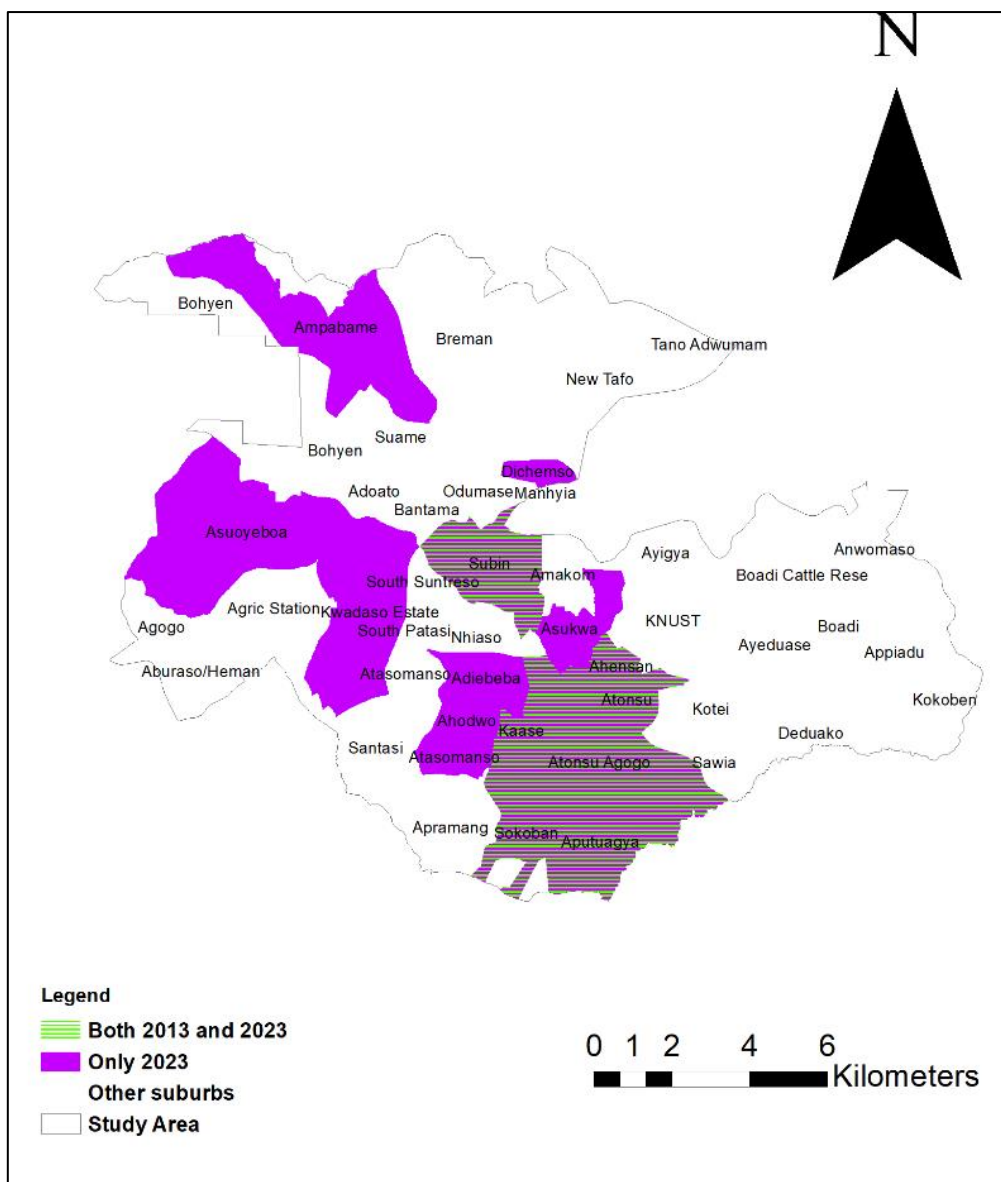 N
Bohyen
Ampabame
Breman
Tano Adwumam
New Tafo
Suame
Bohyen
Dichemso
Adoato
Odumase
Manhyia
Bantama
Asuoyeboa
Subin
Amakom
Ayigya
Anwomaso
Boadi Cattle Rese
South Suntreso
Agric Station
Kwadaso Estate
Agogo
South Patasi
Nhiaso
Asukwa
KNUST
Boadi
Ayeduase
Appiadu
Aburaso/Heman
Atasomanso
Adiebeba
Ahensan
Atonsu
Kotei
Kokoben
Ahodwo
Kaase
Deduako
Santasi
Atasomanso
Atonsu Agogo
Sawia
Apramang
Sokoban
Aputuagya
Legend
Both 2013 and 2023
Only 2023
Other suburbs
Study Area
0 1 2 4 6
Kilometers